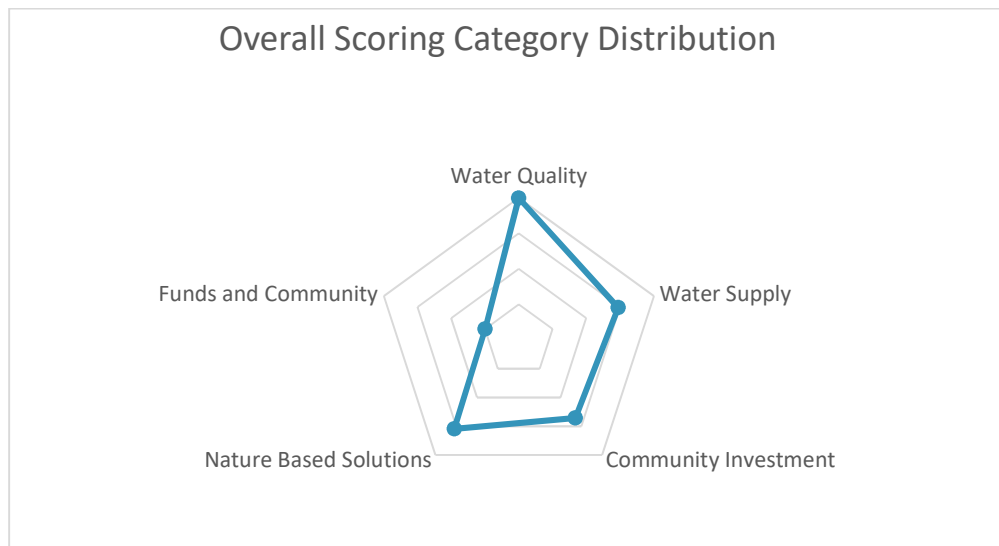 Overall Scoring Category Distribution
Water Quality
Funds and Community
Water Supply
Nature Based Solutions
Community Investment